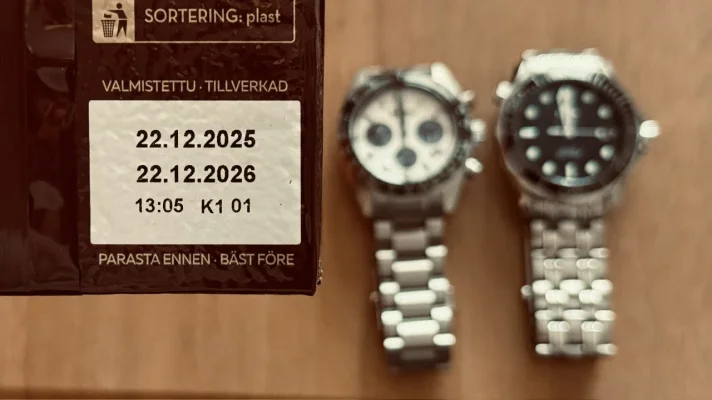 SORTERING: plast
VALMISTETTU · TILLVERKAD
22.12.2025
22.12.2026
13:05 K1 01
PARASTA ENNEN · BÄST FÖRE